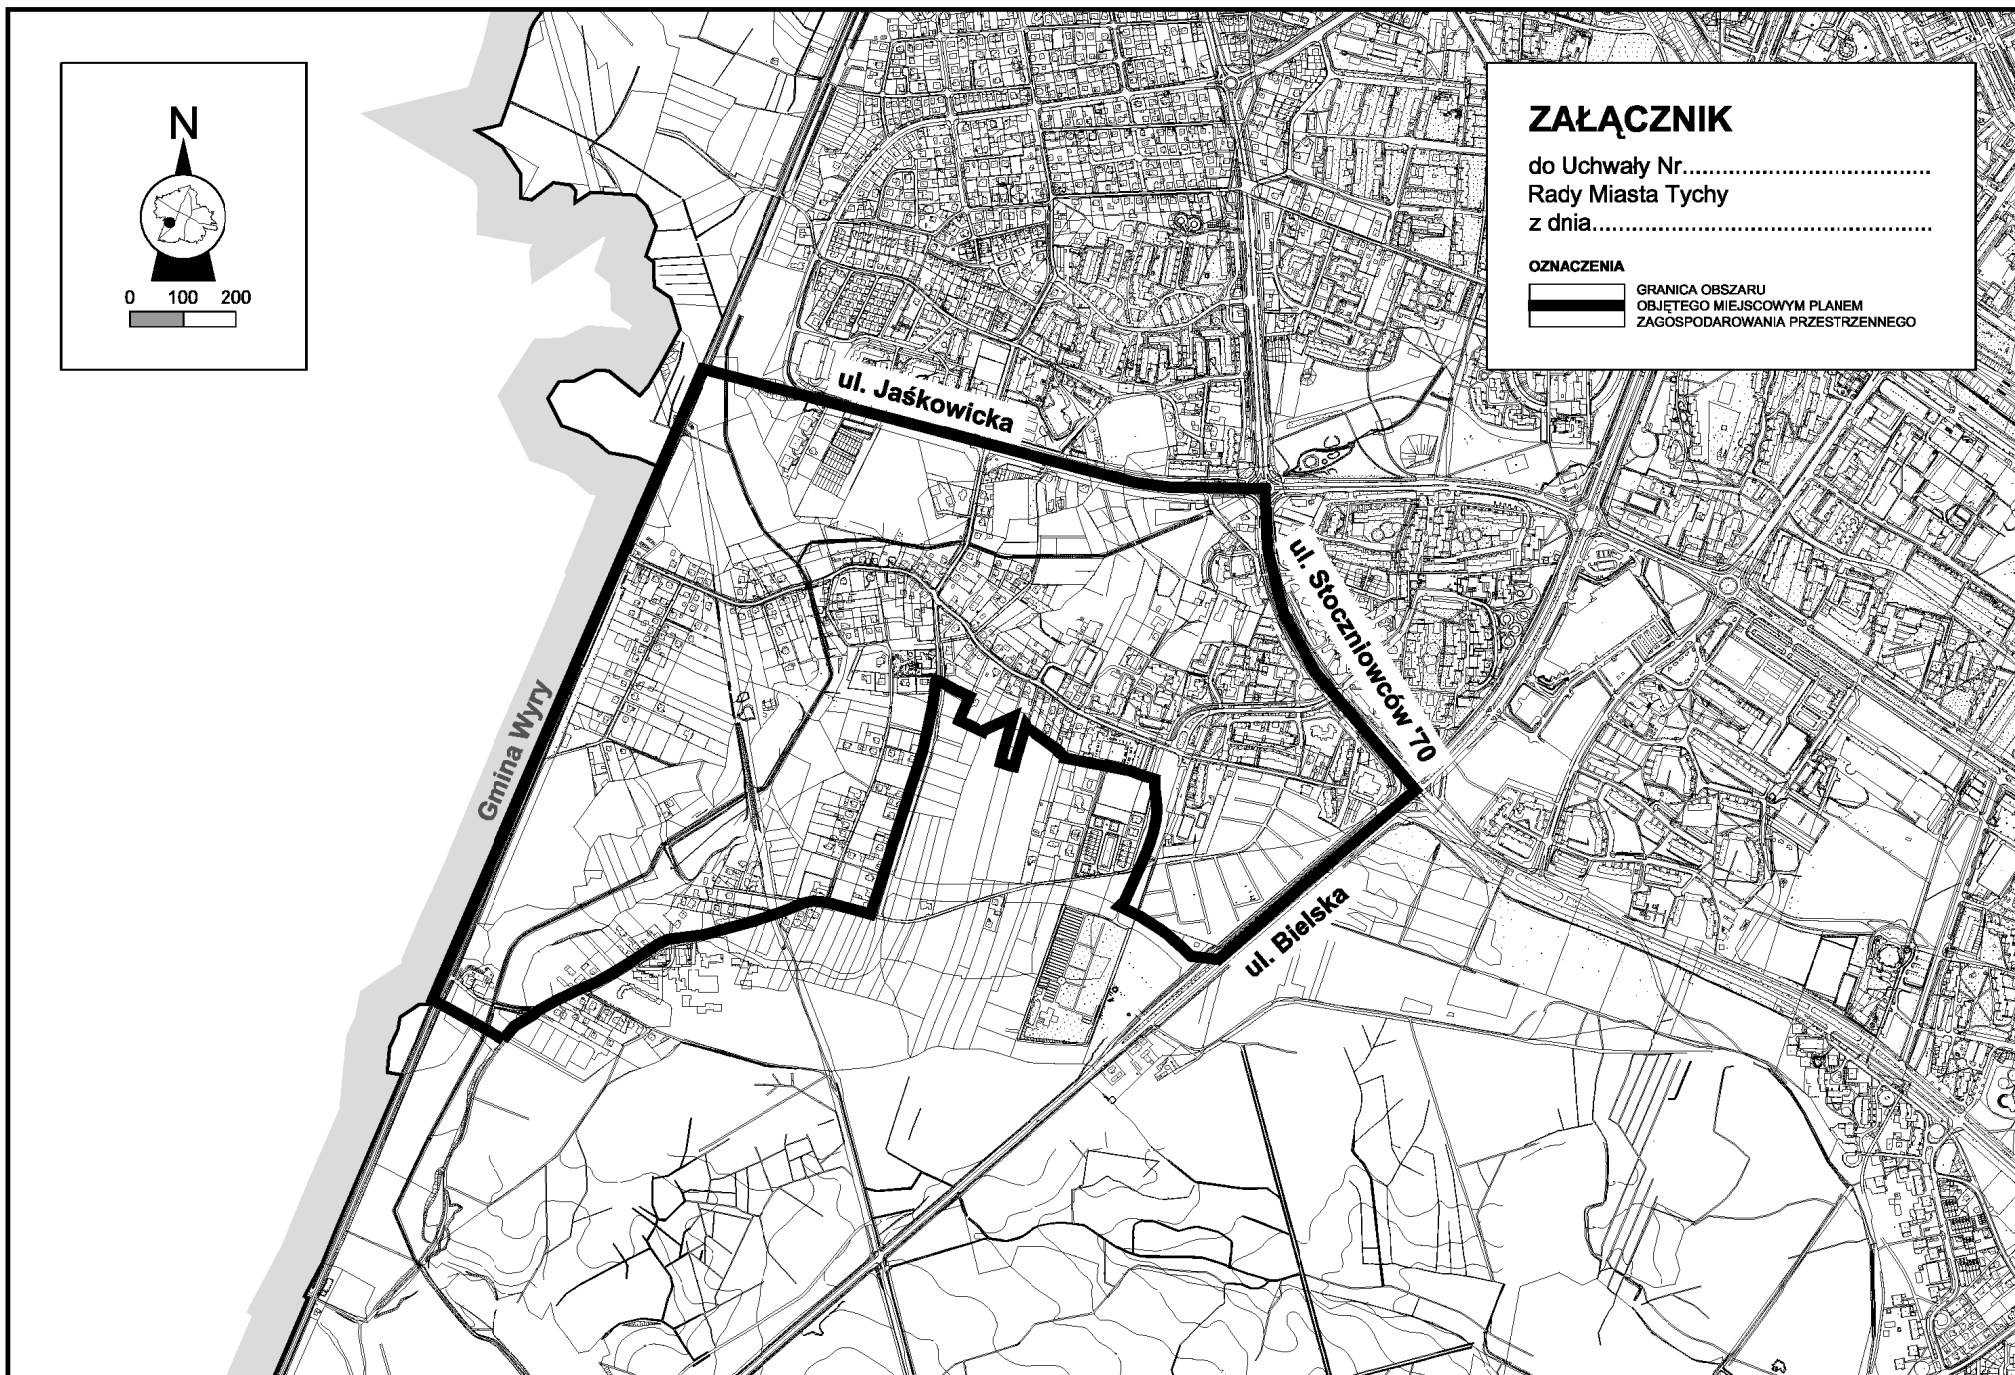 N
0 100 200
ZAŁĄCZNIK
do Uchwały Nr.....................................
Rady Miasta Tychy
z dnia...................................................
OZNACZENIA
GRANICA OBSZARU
OBJĘTEGO MIEJSCOWYM PLANEM
ZAGOSPODAROWANIA PRZESTRZENNEGO
ul. Jaśkowicka
ul. Stoczniowców '70
Gmina Wyry
ul. Bielska